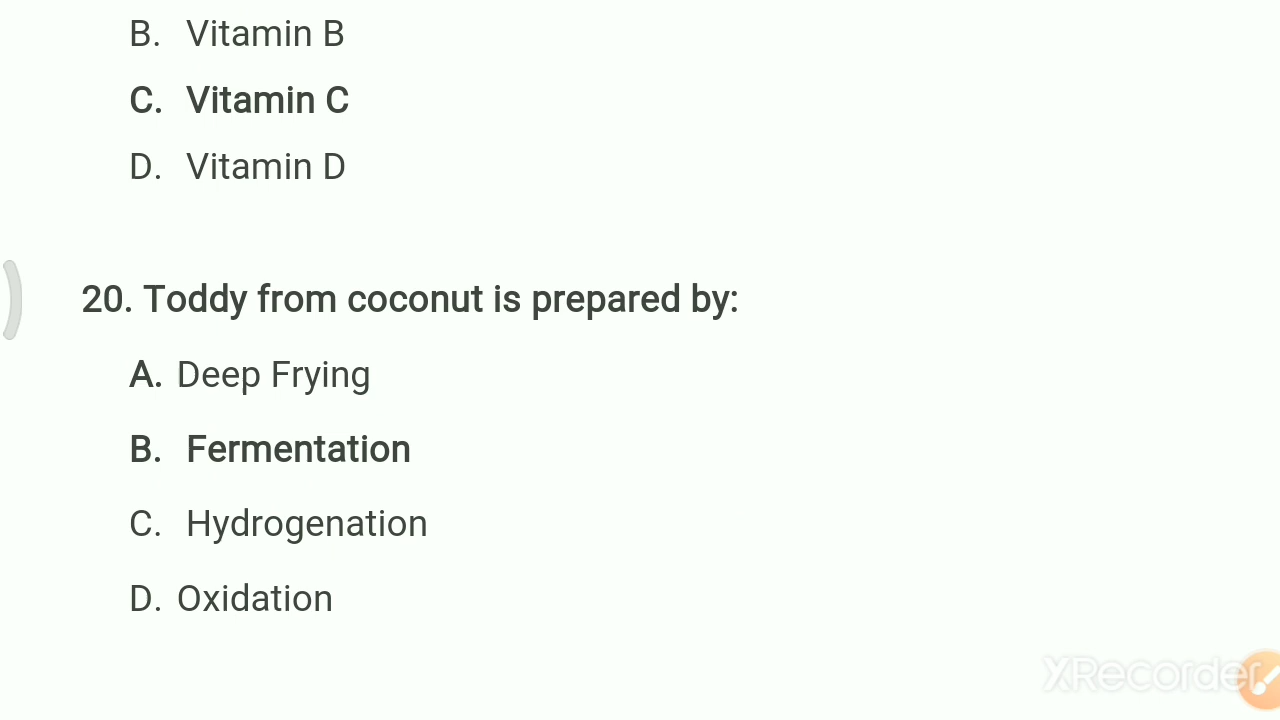 B. Vitamin B
C. Vitamin C
D. Vitamin D
20. Toddy from coconut is prepared by:
A. Deep Frying
B. Fermentation
C. Hydrogenation
D. Oxidation
XRecorder